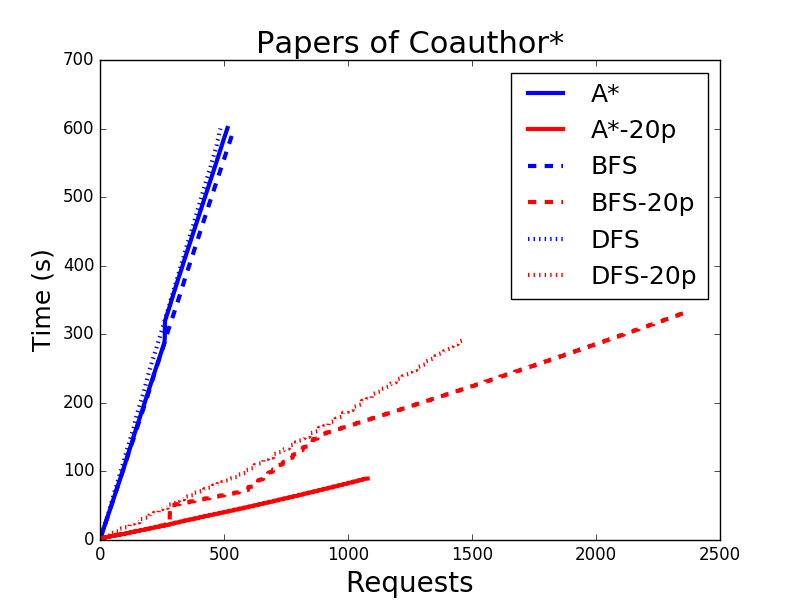 Papers of Coauthor*
700
600
500
400
300
200
100
0
Time (s)
A*
A*-20p
BFS
BFS-20p
DFS
DFS-20p
0 500 1000 1500 2000 2500
Requests